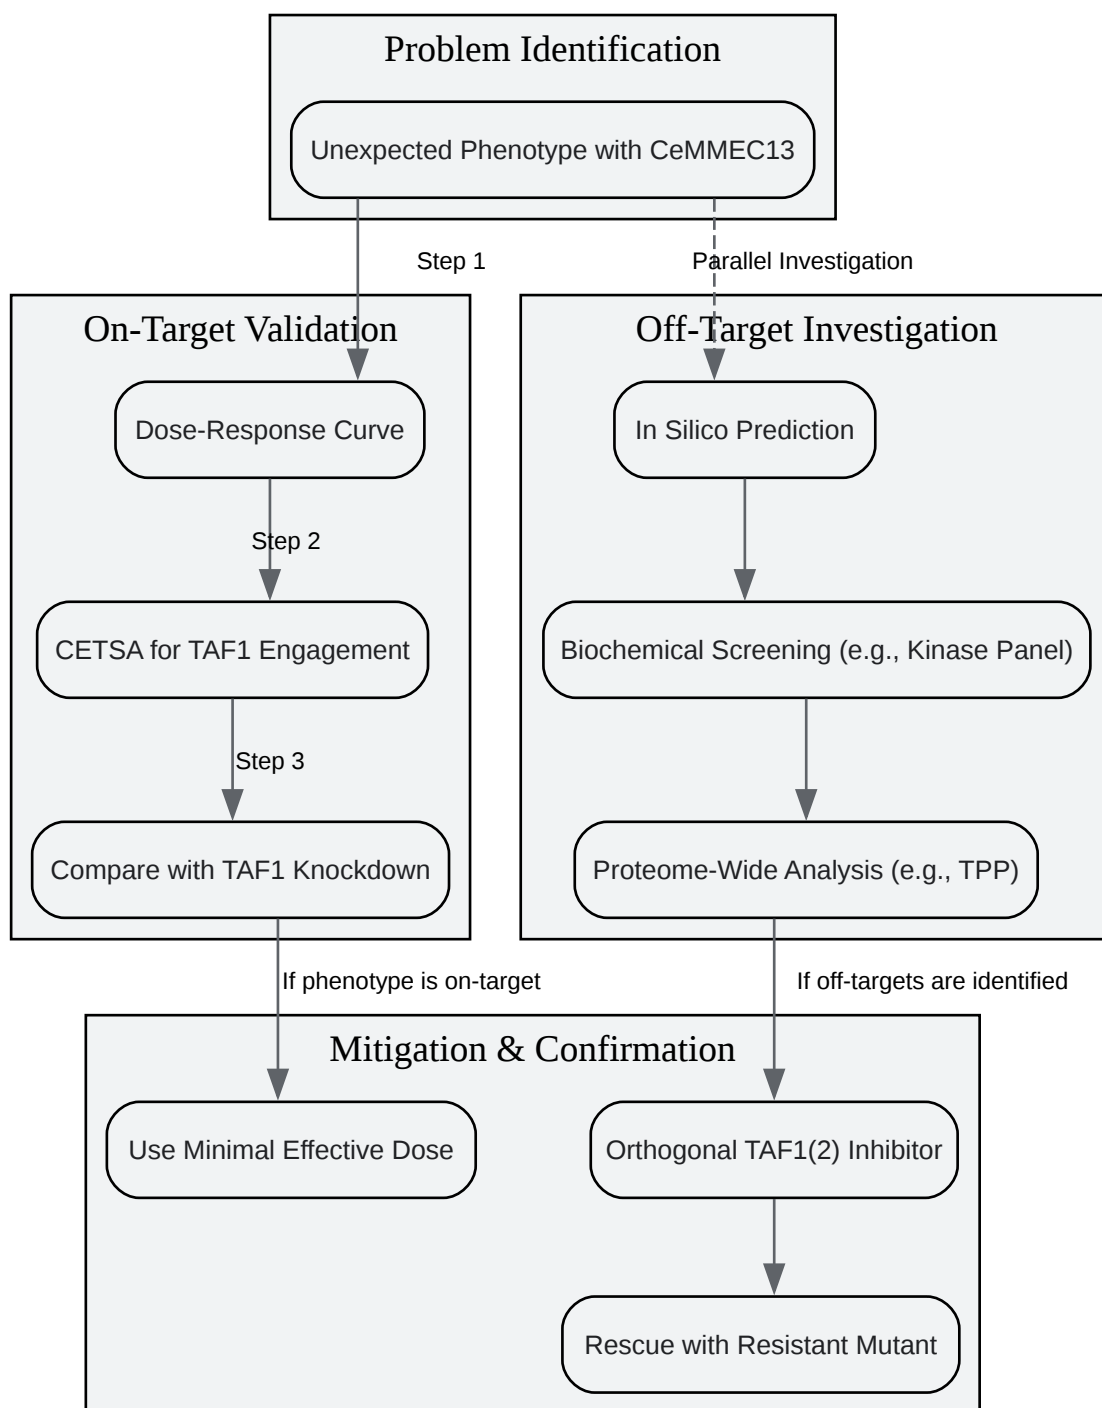 Problem Identification
Unexpected Phenotype with CeMMEC13
Step 1
Parallel Investigation
On-Target Validation
Off-Target Investigation
Dose-Response Curve
In Silico Prediction
Step 2
CETSA for TAF1 Engagement
Biochemical Screening (e.g., Kinase Panel)
Step 3
Compare with TAF1 Knockdown
Proteome-Wide Analysis (e.g., TPP)
If phenotype is on-target
If off-targets are identified
Mitigation & Confirmation
Use Minimal Effective Dose
Orthogonal TAF1(2) Inhibitor
Rescue with Resistant Mutant